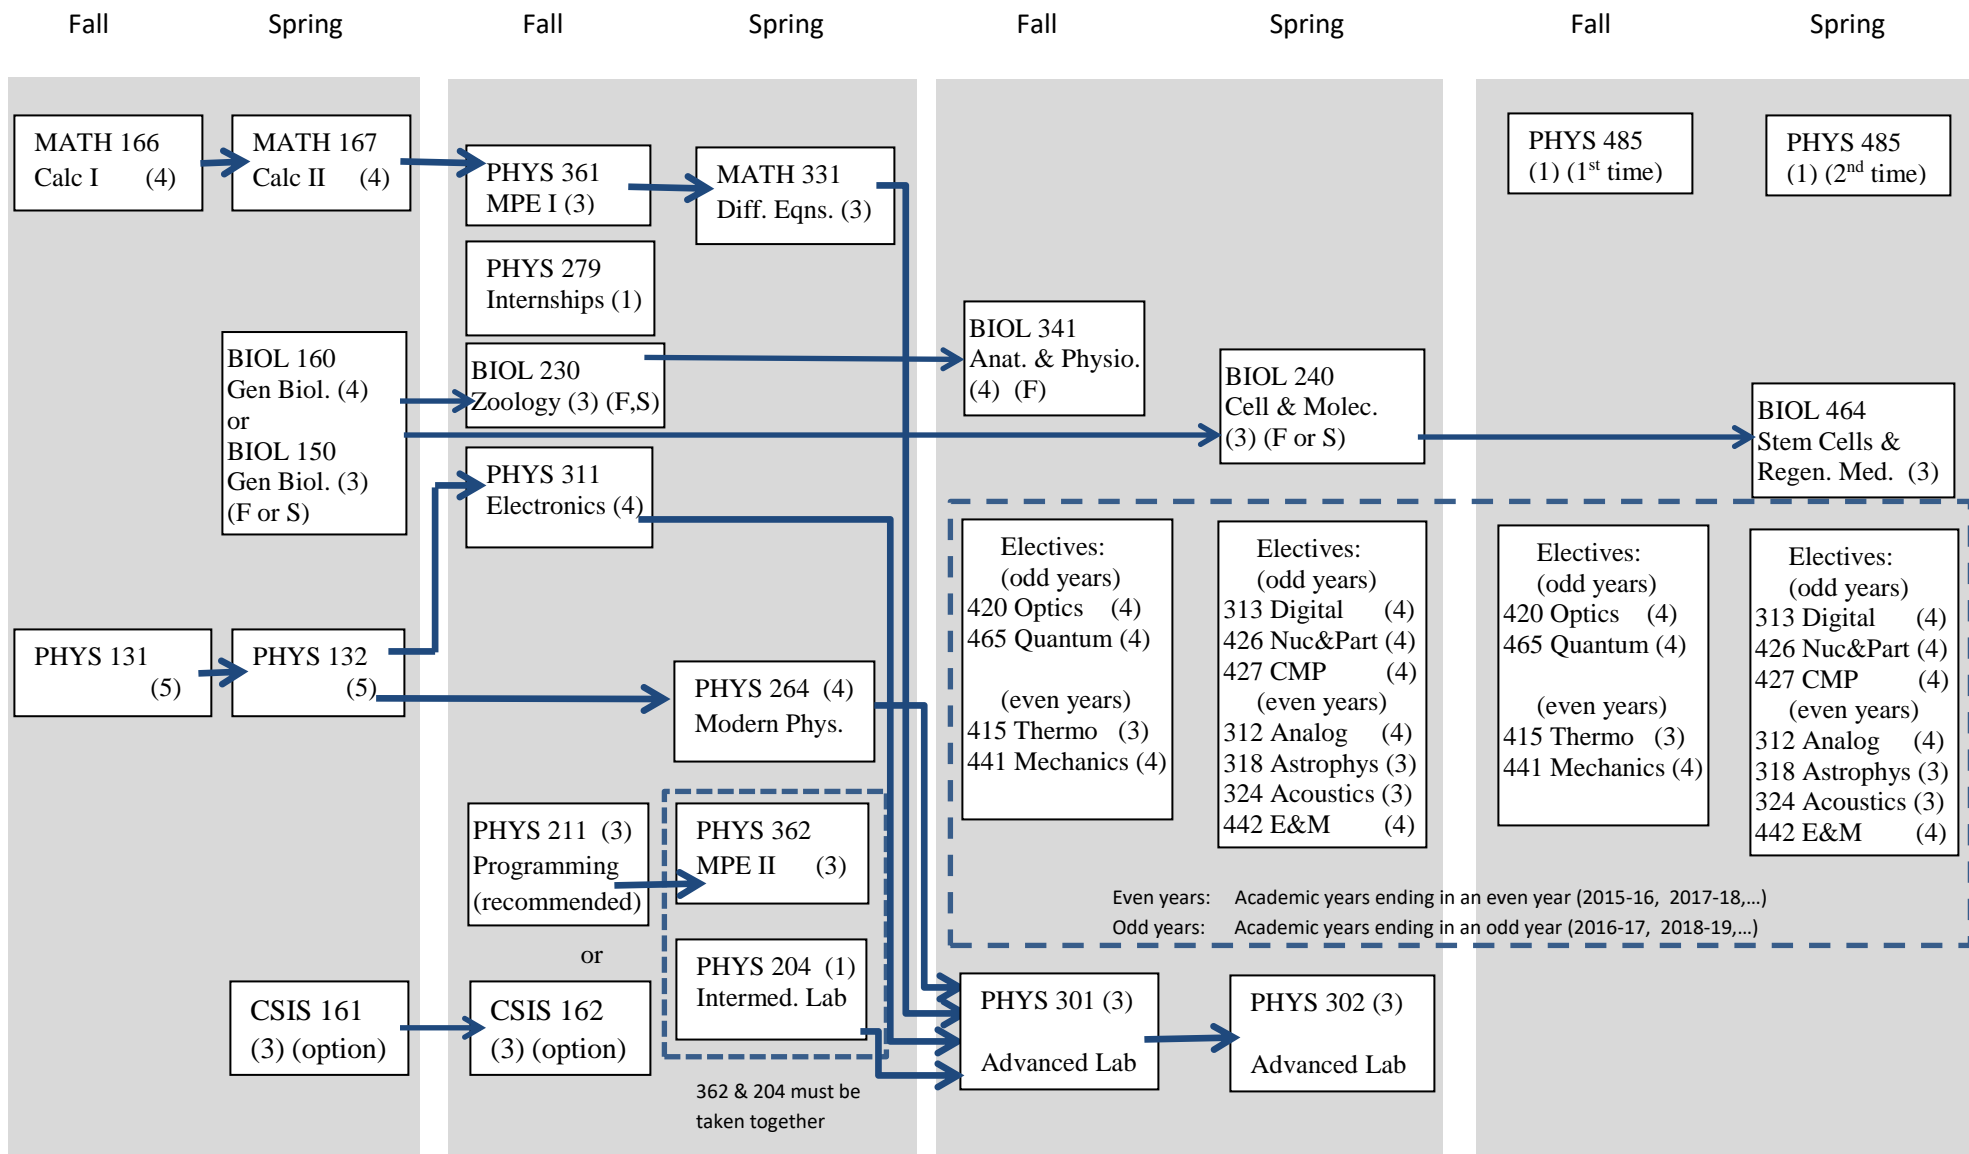 Fall
Spring
Fall
Spring
Fall
Spring
Fall
Spring
MATH 166
Calc I (4)
MATH 167
Calc II (4)
PHYS 361
MPE I (3)
MATH 331
Diff. Eqns. (3)
PHYS 485
(1) (1st time)
PHYS 485
(1) (2nd time)
PHYS 279
Internships (1)
BIOL 160
Gen Biol. (4)
or
BIOL 150
Gen Biol. (3)
(F or S)
BIOL 230
Zoology (3) (F,S)
BIOL 341
Anat. & Physio.
(4) (F)
BIOL 240
Cell & Molec.
(3) (F or S)
BIOL 464
Stem Cells &
Regen. Med. (3)
PHYS 311
Electronics (4)
PHYS 131
(5)
PHYS 132
(5)
PHYS 264 (4)
Modern Phys.
Electives:
(odd years)
420 Optics (4)
465 Quantum (4)
(even years)
415 Thermo (3)
441 Mechanics (4)
Electives:
(odd years)
313 Digital (4)
426 Nuc&Part (4)
427 CMP (4)
(even years)
312 Analog (4)
318 Astrophys (3)
324 Acoustics (3)
442 E&M (4)
Electives:
(odd years)
420 Optics (4)
465 Quantum (4)
(even years)
415 Thermo (3)
441 Mechanics (4)
Electives:
(odd years)
313 Digital (4)
426 Nuc&Part (4)
427 CMP (4)
(even years)
312 Analog (4)
318 Astrophys (3)
324 Acoustics (3)
442 E&M (4)
Even years: Academic years ending in an even year (2015-16, 2017-18,...)
Odd years: Academic years ending in an odd year (2016-17, 2018-19,...)
PHYS 211 (3)
Programming
(recommended)
or
PHYS 362
MPE II (3)
PHYS 204 (1)
Intermed. Lab
CSIS 161
(3) (option)
CSIS 162
(3) (option)
362 & 204 must be
taken together
PHYS 301 (3)
Advanced Lab
PHYS 302 (3)
Advanced Lab